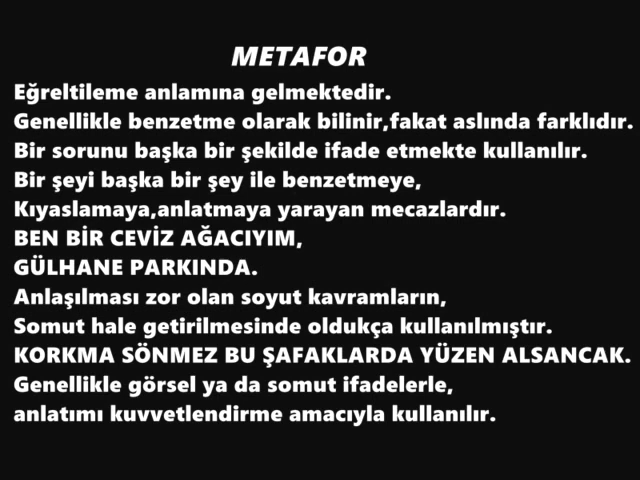 METAFOR
Eğreltileme anlamına gelmektedir.
Genellikle benzetme olarak bilinir,fakat aslında farklıdır.
Bir sorunu başka bir şekilde ifade etmekte kullanılır.
Bir şeyi başka bir şey ile benzetmeye,
Kıyaslamaya,anlatmaya yarayan mecazlardır.
BEN BİR CEVİZ AĞACIYIM,
GÜLHANE PARKINDA.
Anlaşılması zor olan soyut kavramların,
Somut hale getirilmesinde oldukça kullanılmıştır.
KORKMA SÖNMEZ BU ŞAFAKLARDA YÜZEN ALSANCAK.
Genellikle görsel ya da somut ifadelerle,
anlatımı kuvvetlendirme amacıyla kullanılır.